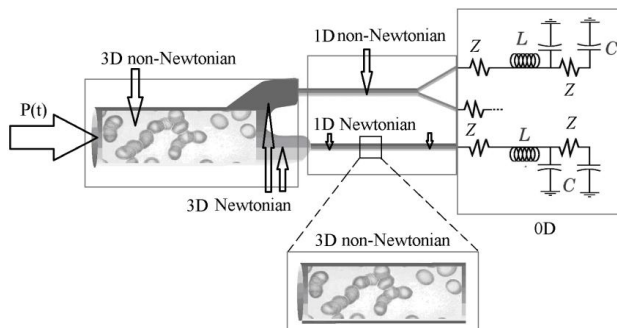 1D non-Newtonian
3D non-Newtonian
P(t)
1D Newtonian
3D Newtonian
3D non-Newtonian
Z
L
C
Z
Z
L
Z
C
0D